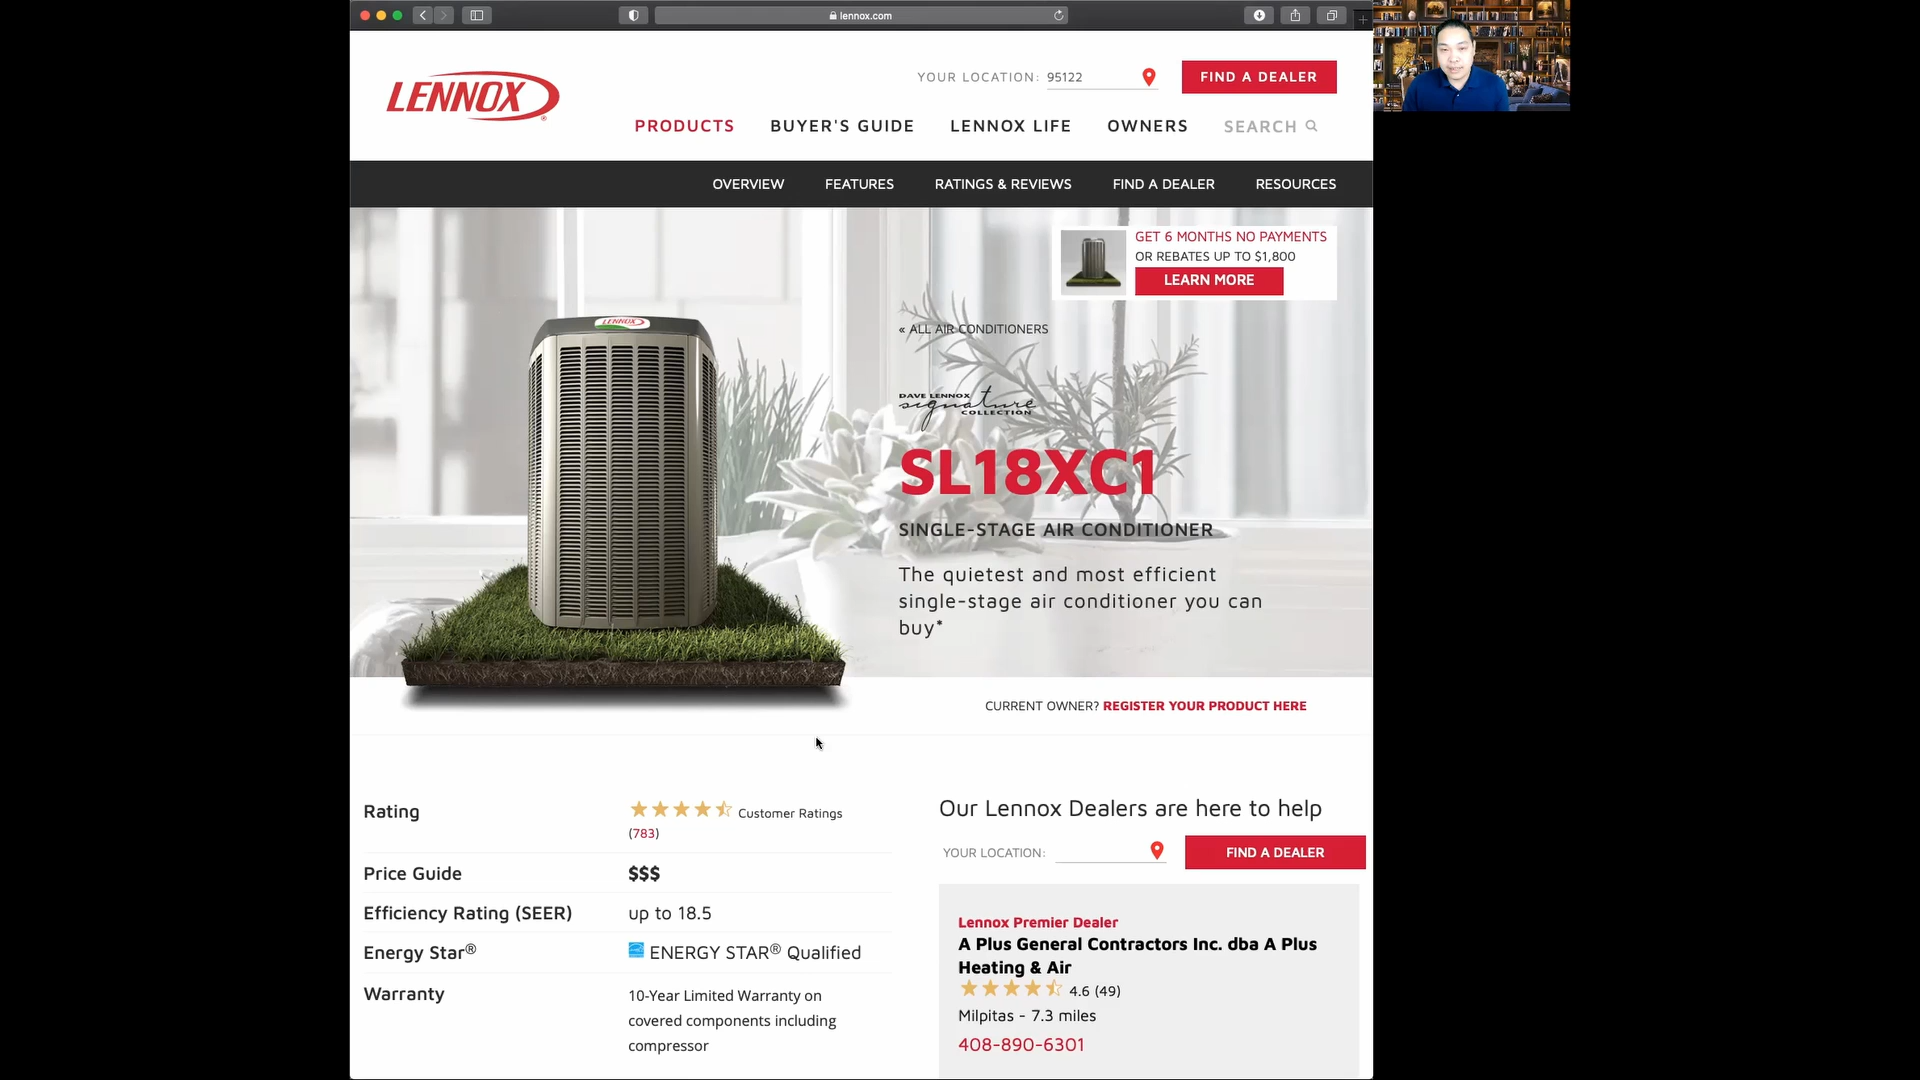 lennox.com
LENNOX
YOUR LOCATION: 95122
FIND A DEALER
PRODUCTS BUYER'S GUIDE LENNOX LIFE OWNERS SEARCH
OVERVIEW FEATURES RATINGS & REVIEWS FIND A DEALER RESOURCES
GET 6 MONTHS NO PAYMENTS
OR REBATES UP TO $1,800
LEARN MORE
LENNOX
« ALL AIR CONDITIONERS
DAVE LENNOX
signature
COLLECTION
SL18XC1
SINGLE-STAGE AIR CONDITIONER
The quietest and most efficient
single-stage air conditioner you can
buy*
CURRENT OWNER? REGISTER YOUR PRODUCT HERE
Rating
Customer Ratings
(783)
Price Guide $$$
Efficiency Rating (SEER) up to 18.5
Energy Star® ENERGY STAR® Qualified
Warranty
10-Year Limited Warranty on
covered components including
compressor
Our Lennox Dealers are here to help
YOUR LOCATION:
FIND A DEALER
Lennox Premier Dealer
A Plus General Contractors Inc. dba A Plus
Heating & Air
4.6 (49)
Milpitas - 7.3 miles
408-890-6301